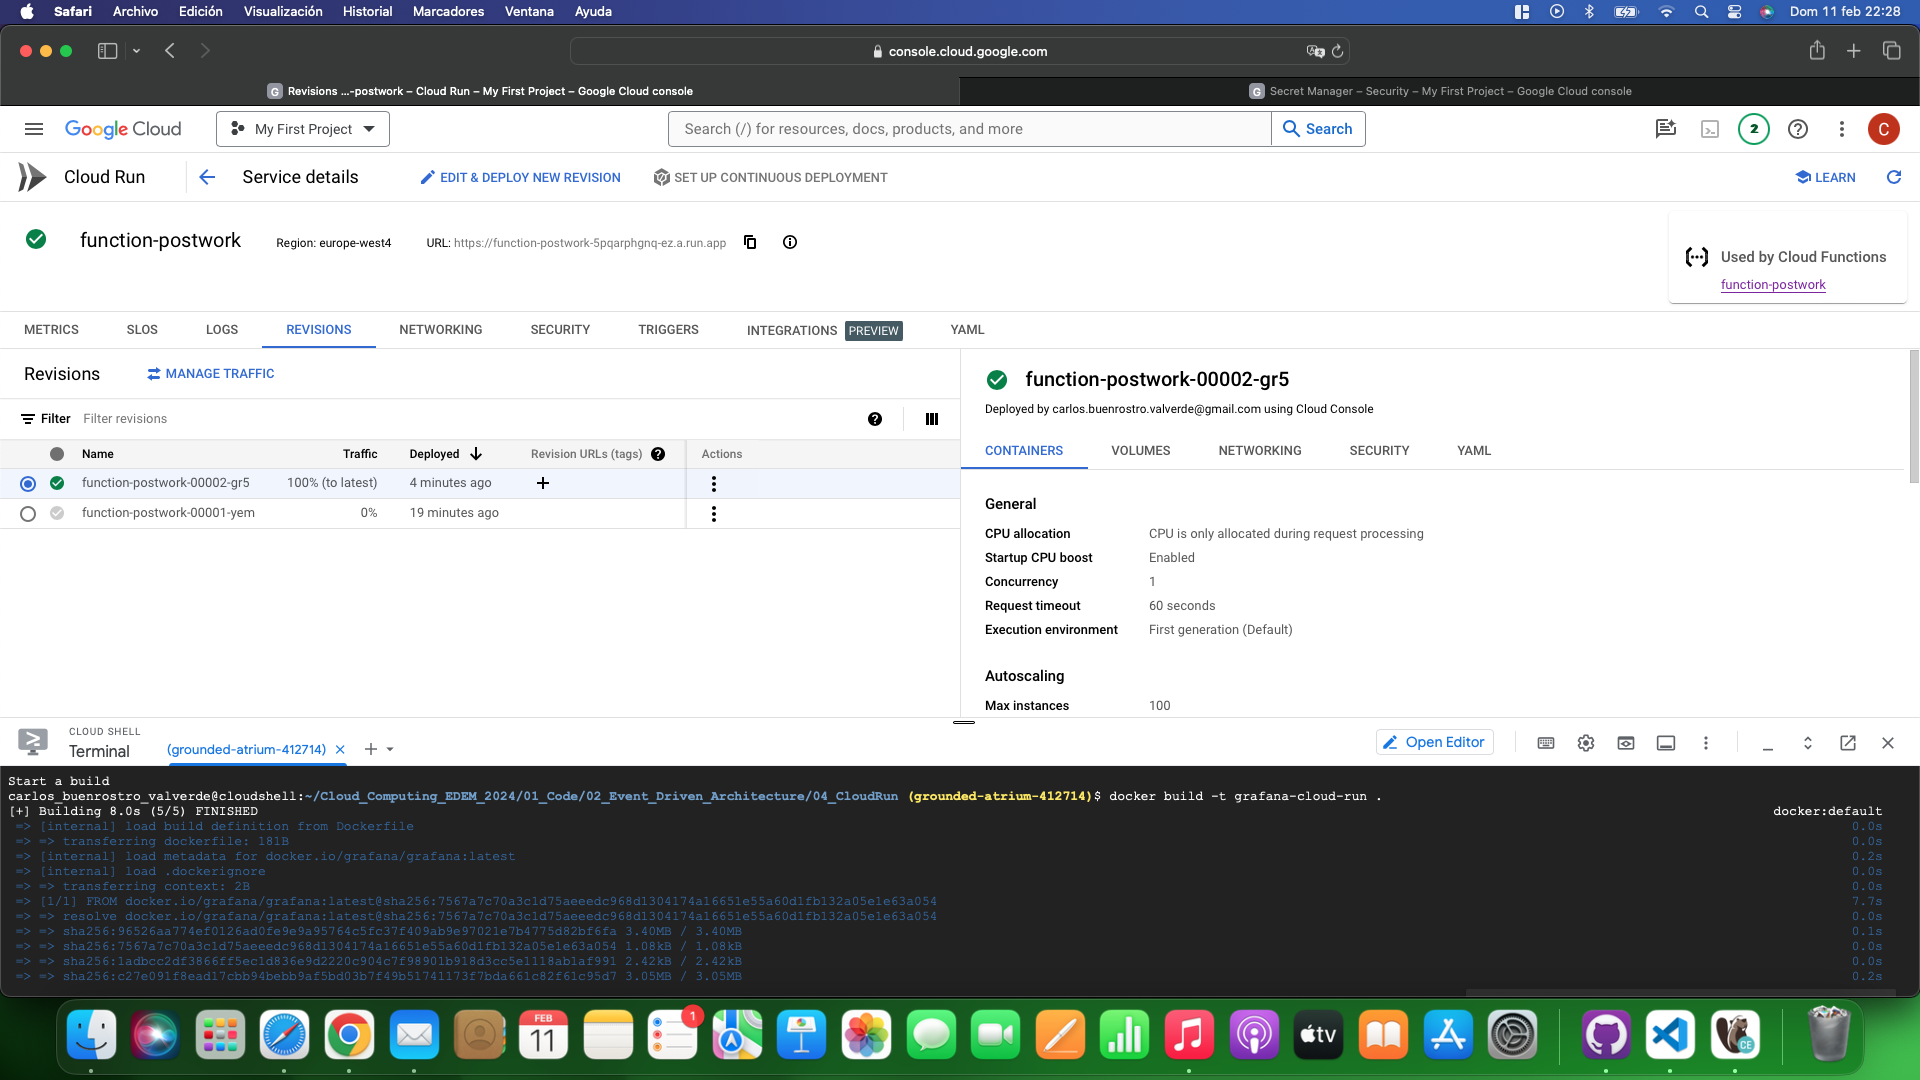 Safari Archivo Edición Visualización Historial Marcadores Ventana Ayuda Dom 11 feb 22:28
console.cloud.google.com
G Revisions ...-postwork – Cloud Run – My First Project – Google Cloud console G Secret Manager – Security – My First Project – Google Cloud console
Google Cloud My First Project Search (/) for resources, docs, products, and more Search 2 C
Cloud Run Service details EDIT & DEPLOY NEW REVISION SET UP CONTINUOUS DEPLOYMENT LEARN
function-postwork Region: europe-west4 URL: https://function-postwork-5pqarphgnq-ez.a.run.app
Used by Cloud Functions
function-postwork
METRICS SLOS LOGS REVISIONS NETWORKING SECURITY TRIGGERS INTEGRATIONS PREVIEW YAML
Revisions MANAGE TRAFFIC
Filter Filter revisions
Name Traffic Deployed Revision URLs (tags) Actions
function-postwork-00002-gr5 100% (to latest) 4 minutes ago
function-postwork-00001-yem 0% 19 minutes ago
function-postwork-00002-gr5
Deployed by carlos.buenrostro.valverde@gmail.com using Cloud Console
CONTAINERS VOLUMES NETWORKING SECURITY YAML
General
CPU allocation CPU is only allocated during request processing
Startup CPU boost Enabled
Concurrency 1
Request timeout 60 seconds
Execution environment First generation (Default)
Autoscaling
Max instances 100
CLOUD SHELL
Terminal (grounded-atrium-412714) Open Editor
Start a build
carlos_buenrostro_valverde@cloudshell:~/Cloud_Computing_EDEM_2024/01_Code/02_Event_Driven_Architecture/04_CloudRun (grounded-atrium-412714)$ docker build -t grafana-cloud-run .
[+] Building 8.0s (5/5) FINISHED docker:default
=> [internal] load build definition from Dockerfile 0.0s
=> => transferring dockerfile: 181B 0.0s
=> [internal] load metadata for docker.io/grafana/grafana:latest 0.2s
=> [internal] load .dockerignore 0.0s
=> => transferring context: 2B 0.0s
=> [1/1] FROM docker.io/grafana/grafana:latest@sha256:7567a7c70a3c1d75aeeedc968d1304174a16651e55a60d1fb132a05e1e63a054 7.7s
=> => resolve docker.io/grafana/grafana:latest@sha256:7567a7c70a3c1d75aeeedc968d1304174a16651e55a60d1fb132a05e1e63a054 0.0s
=> => sha256:96526aa774ef0126ad0fe9e9a95764c5fc37f409ab9e97021e7b4775d82bf6fa 3.40MB / 3.40MB 0.1s
=> => sha256:7567a7c70a3c1d75aeeedc968d1304174a16651e55a60d1fb132a05e1e63a054 1.08kB / 1.08kB 0.0s
=> => sha256:1adbcc2df3866ff5ec1d836e9d2220c904c7f98901b918d3cc5e1118ab1af991 2.42kB / 2.42kB 0.0s
=> => sha256:c27e091f8ead17cbb94bebb9af5bd03b7f49b51741173f7bda661c82f61c95d7 3.05MB / 3.05MB 0.2s
FEB
11
1
tv
CE